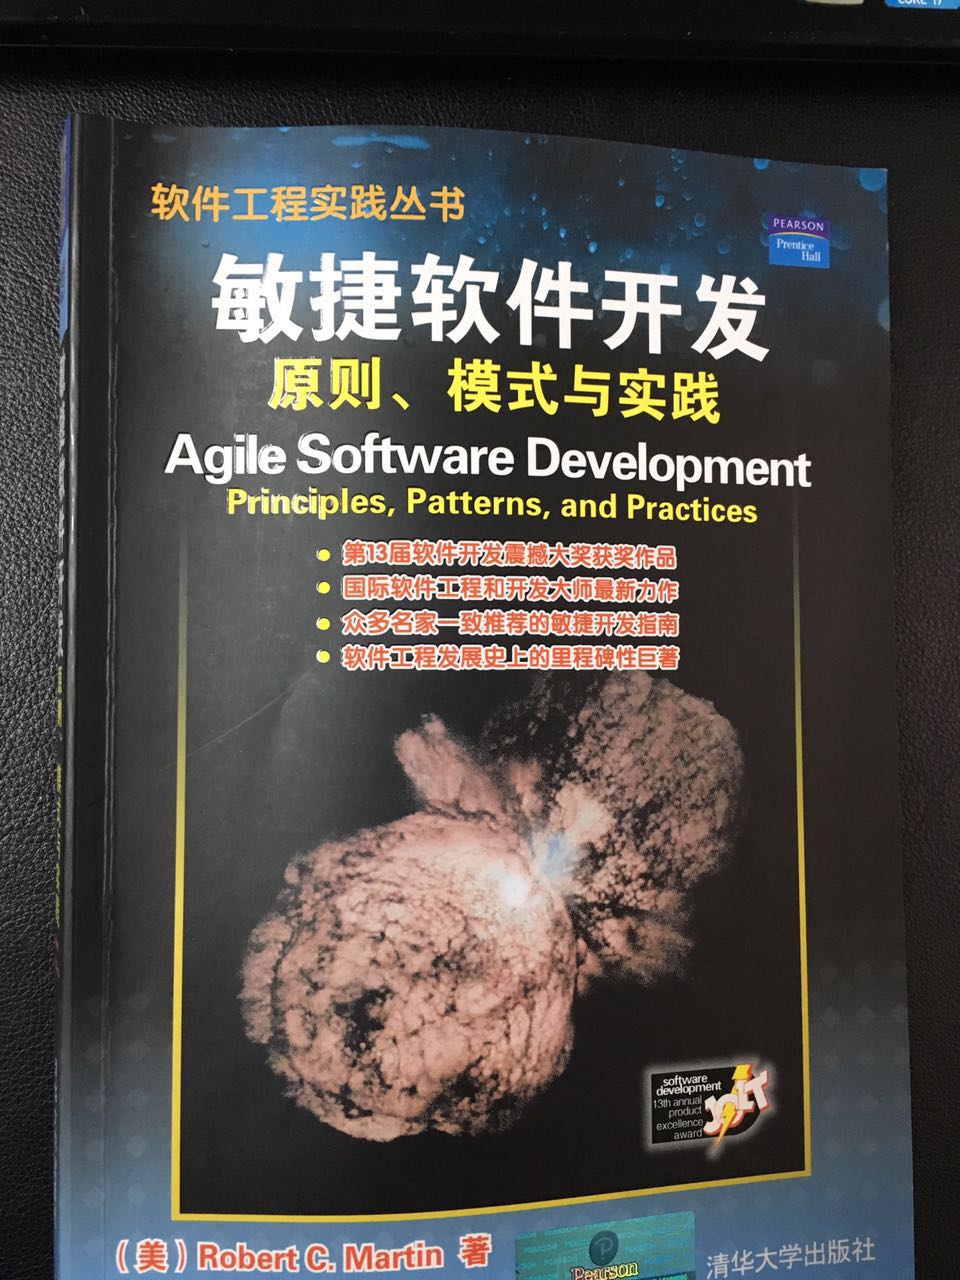 CORE i7
软件工程实践丛书
PEARSON
Prentice
Hall
敏捷软件开发
原则、模式与实践
Agile Software Development
Principles, Patterns, and Practices
第13届软件开发震撼大奖获奖作品
国际软件工程和开发大师最新力作
众多名家一致推荐的敏捷开发指南
软件工程发展史上的里程碑性巨著
software
development
13th annual
product
excellence
award
JOLT
（美）Robert C. Martin 著
Pearson
清华大学出版社